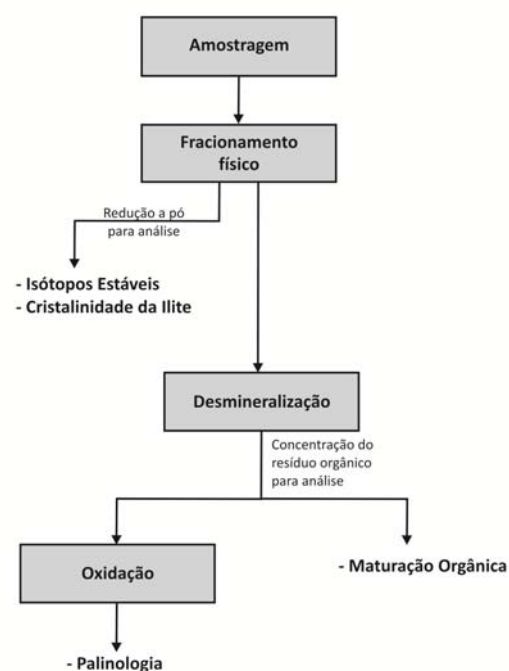 Amostragem
Fracionamento
físico
Redução a pó
para análise
- Isótopos Estáveis
- Cristalinidade da Ilite
Desmineralização
Concentração do
resíduo orgânico
para análise
Oxidação
- Maturação Orgânica
- Palinologia